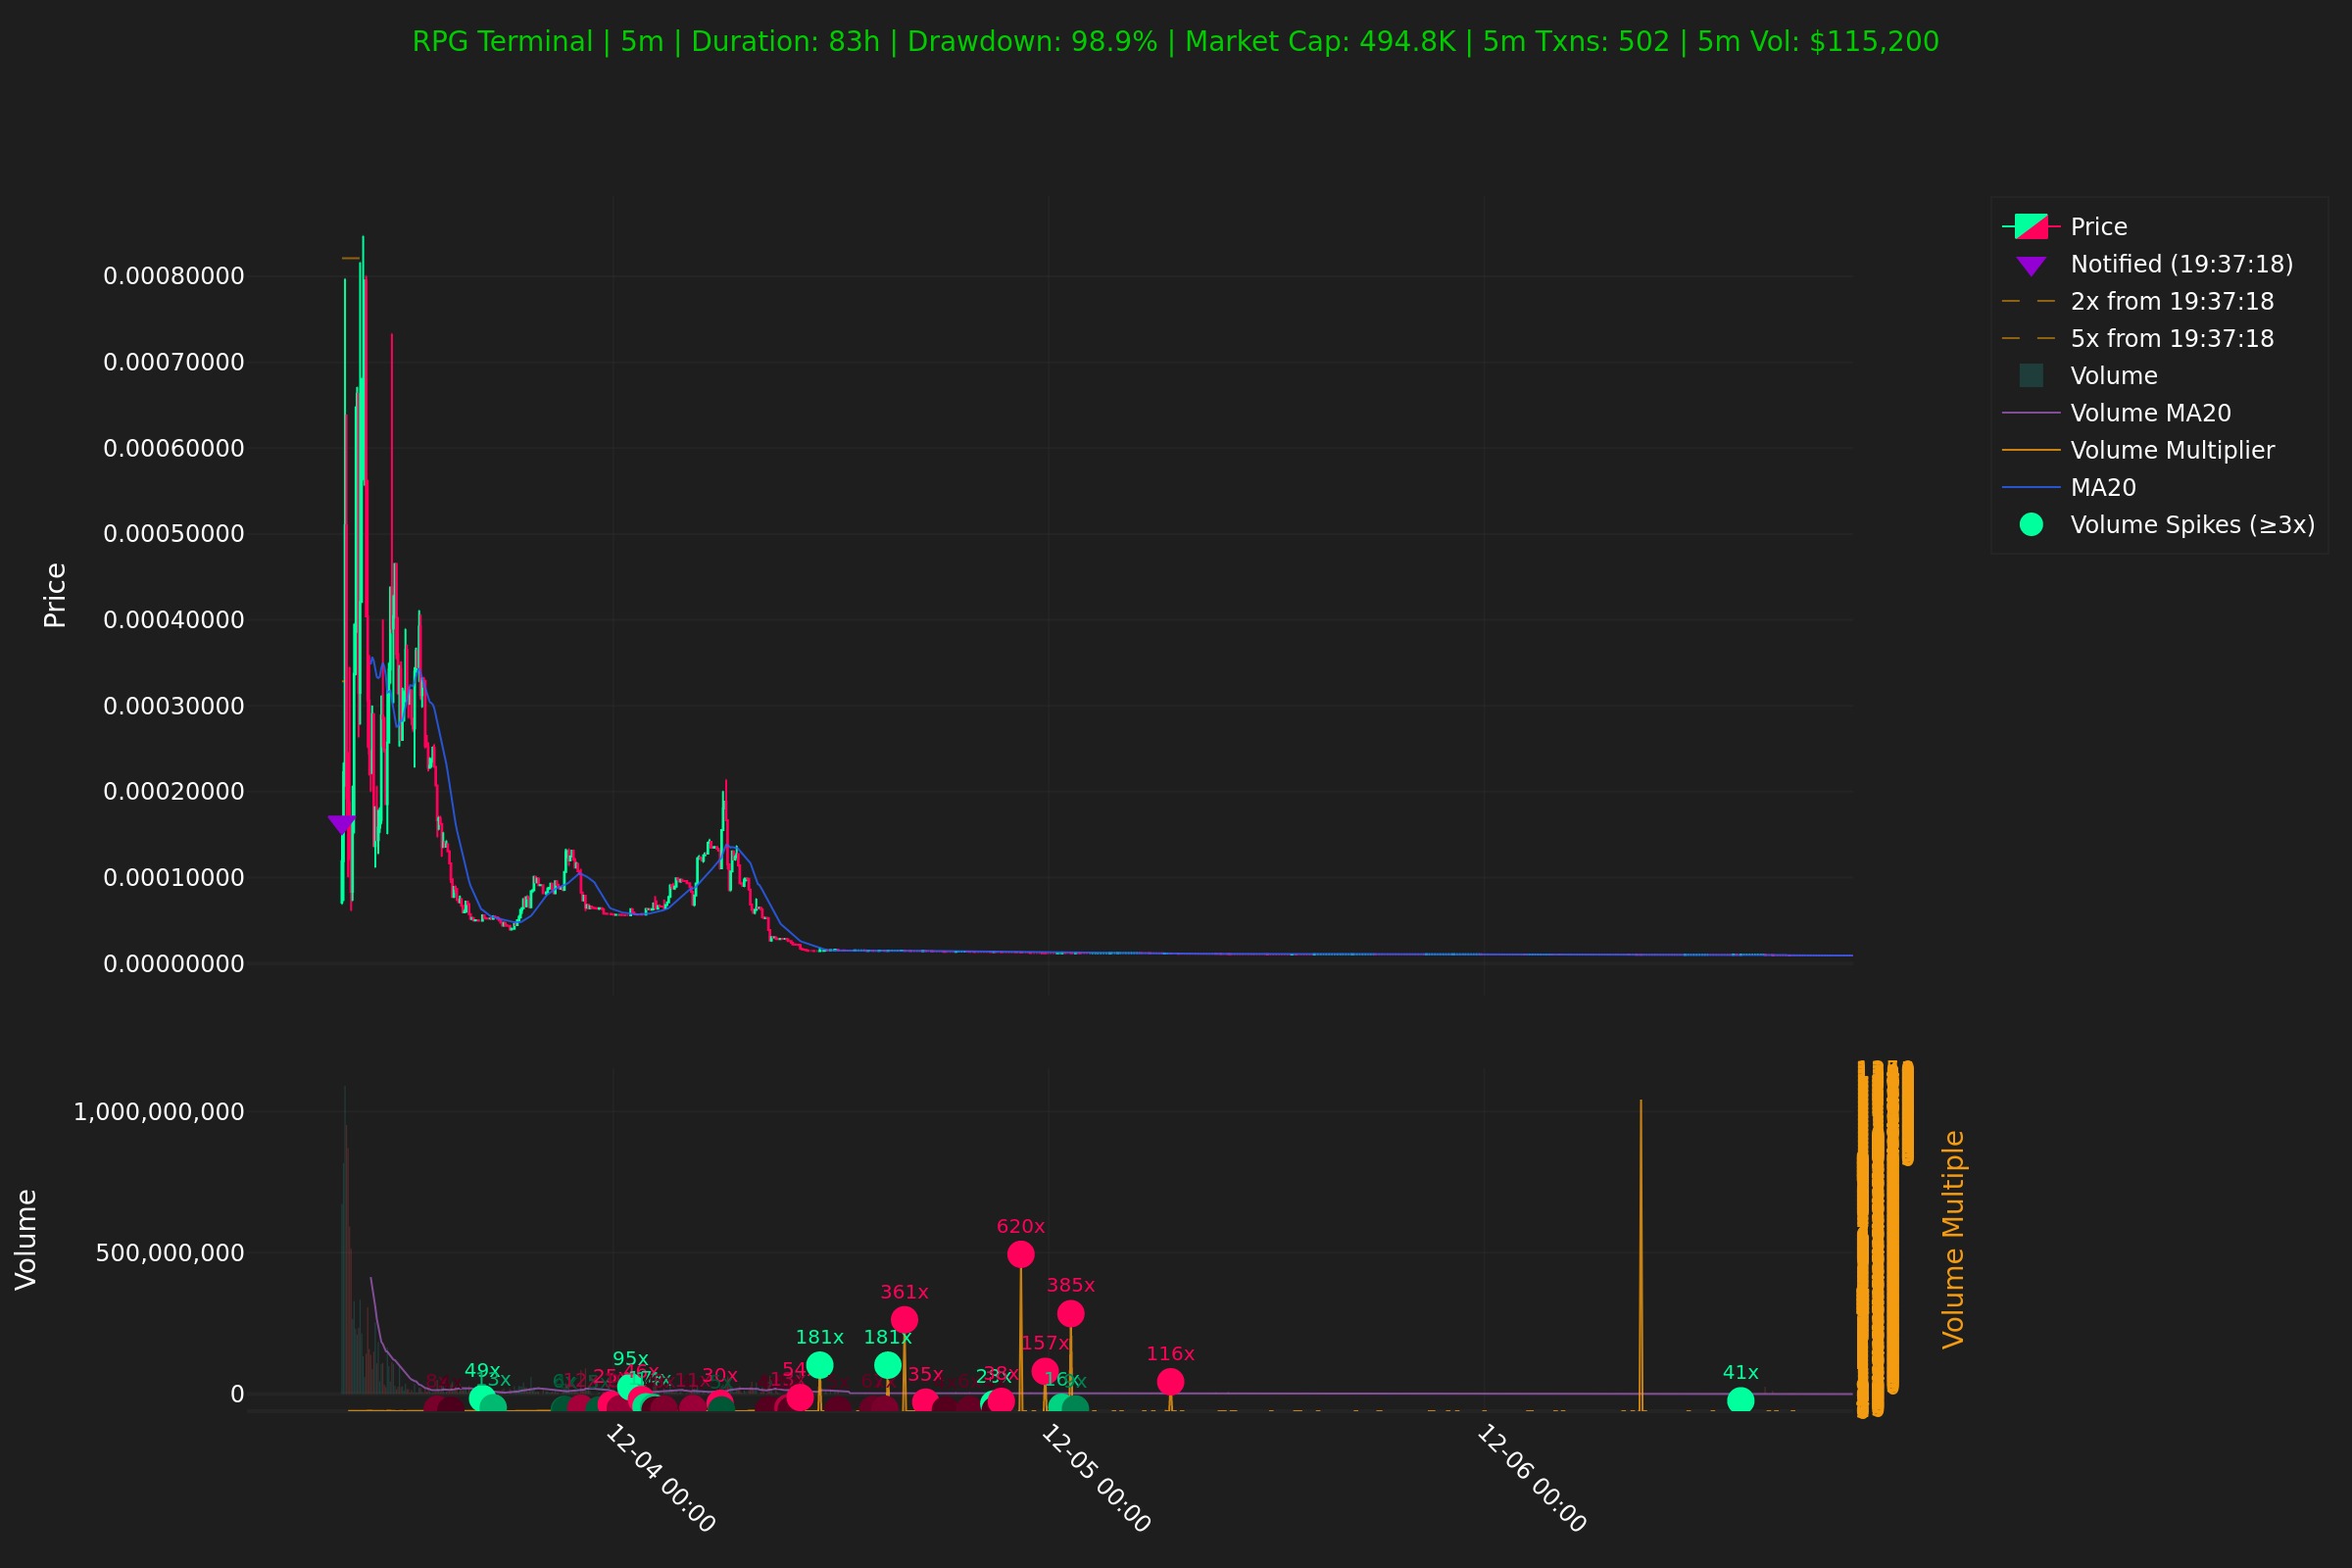 RPG Terminal | 5m | Duration: 83h | Drawdown: 98.9% | Market Cap: 494.8K | 5m Txns: 502 | 5m Vol: $115,200
Price
Notified (19:37:18)
2x from 19:37:18
5x from 19:37:18
Volume
Volume MA20
Volume Multiplier
MA20
Volume Spikes (≥3x)
Price
0.00080000
0.00070000
0.00060000
0.00050000
0.00040000
0.00030000
0.00020000
0.00010000
0.00000000
Volume
1,000,000,000
500,000,000
0
620x
361x
385x
181x
181x
157x
116x
95x
49x
13x
30x
35x
38x
41x
Volume Multiple
12-04 00:00
12-05 00:00
12-06 00:00